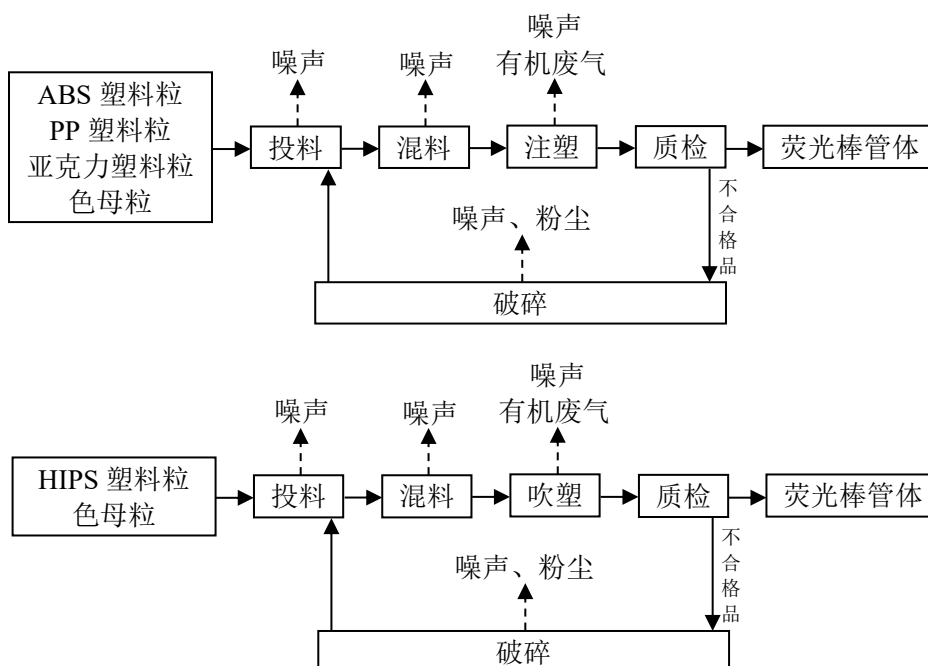 噪声
有机废气
噪声
噪声
ABS 塑料粒
PP 塑料粒
亚克力塑料粒
色母粒
投料
混料
注塑
质检
荧光棒管体
不合格品
噪声、粉尘
破碎
噪声
有机废气
噪声
噪声
HIPS 塑料粒
色母粒
投料
混料
吹塑
质检
荧光棒管体
不合格品
噪声、粉尘
破碎